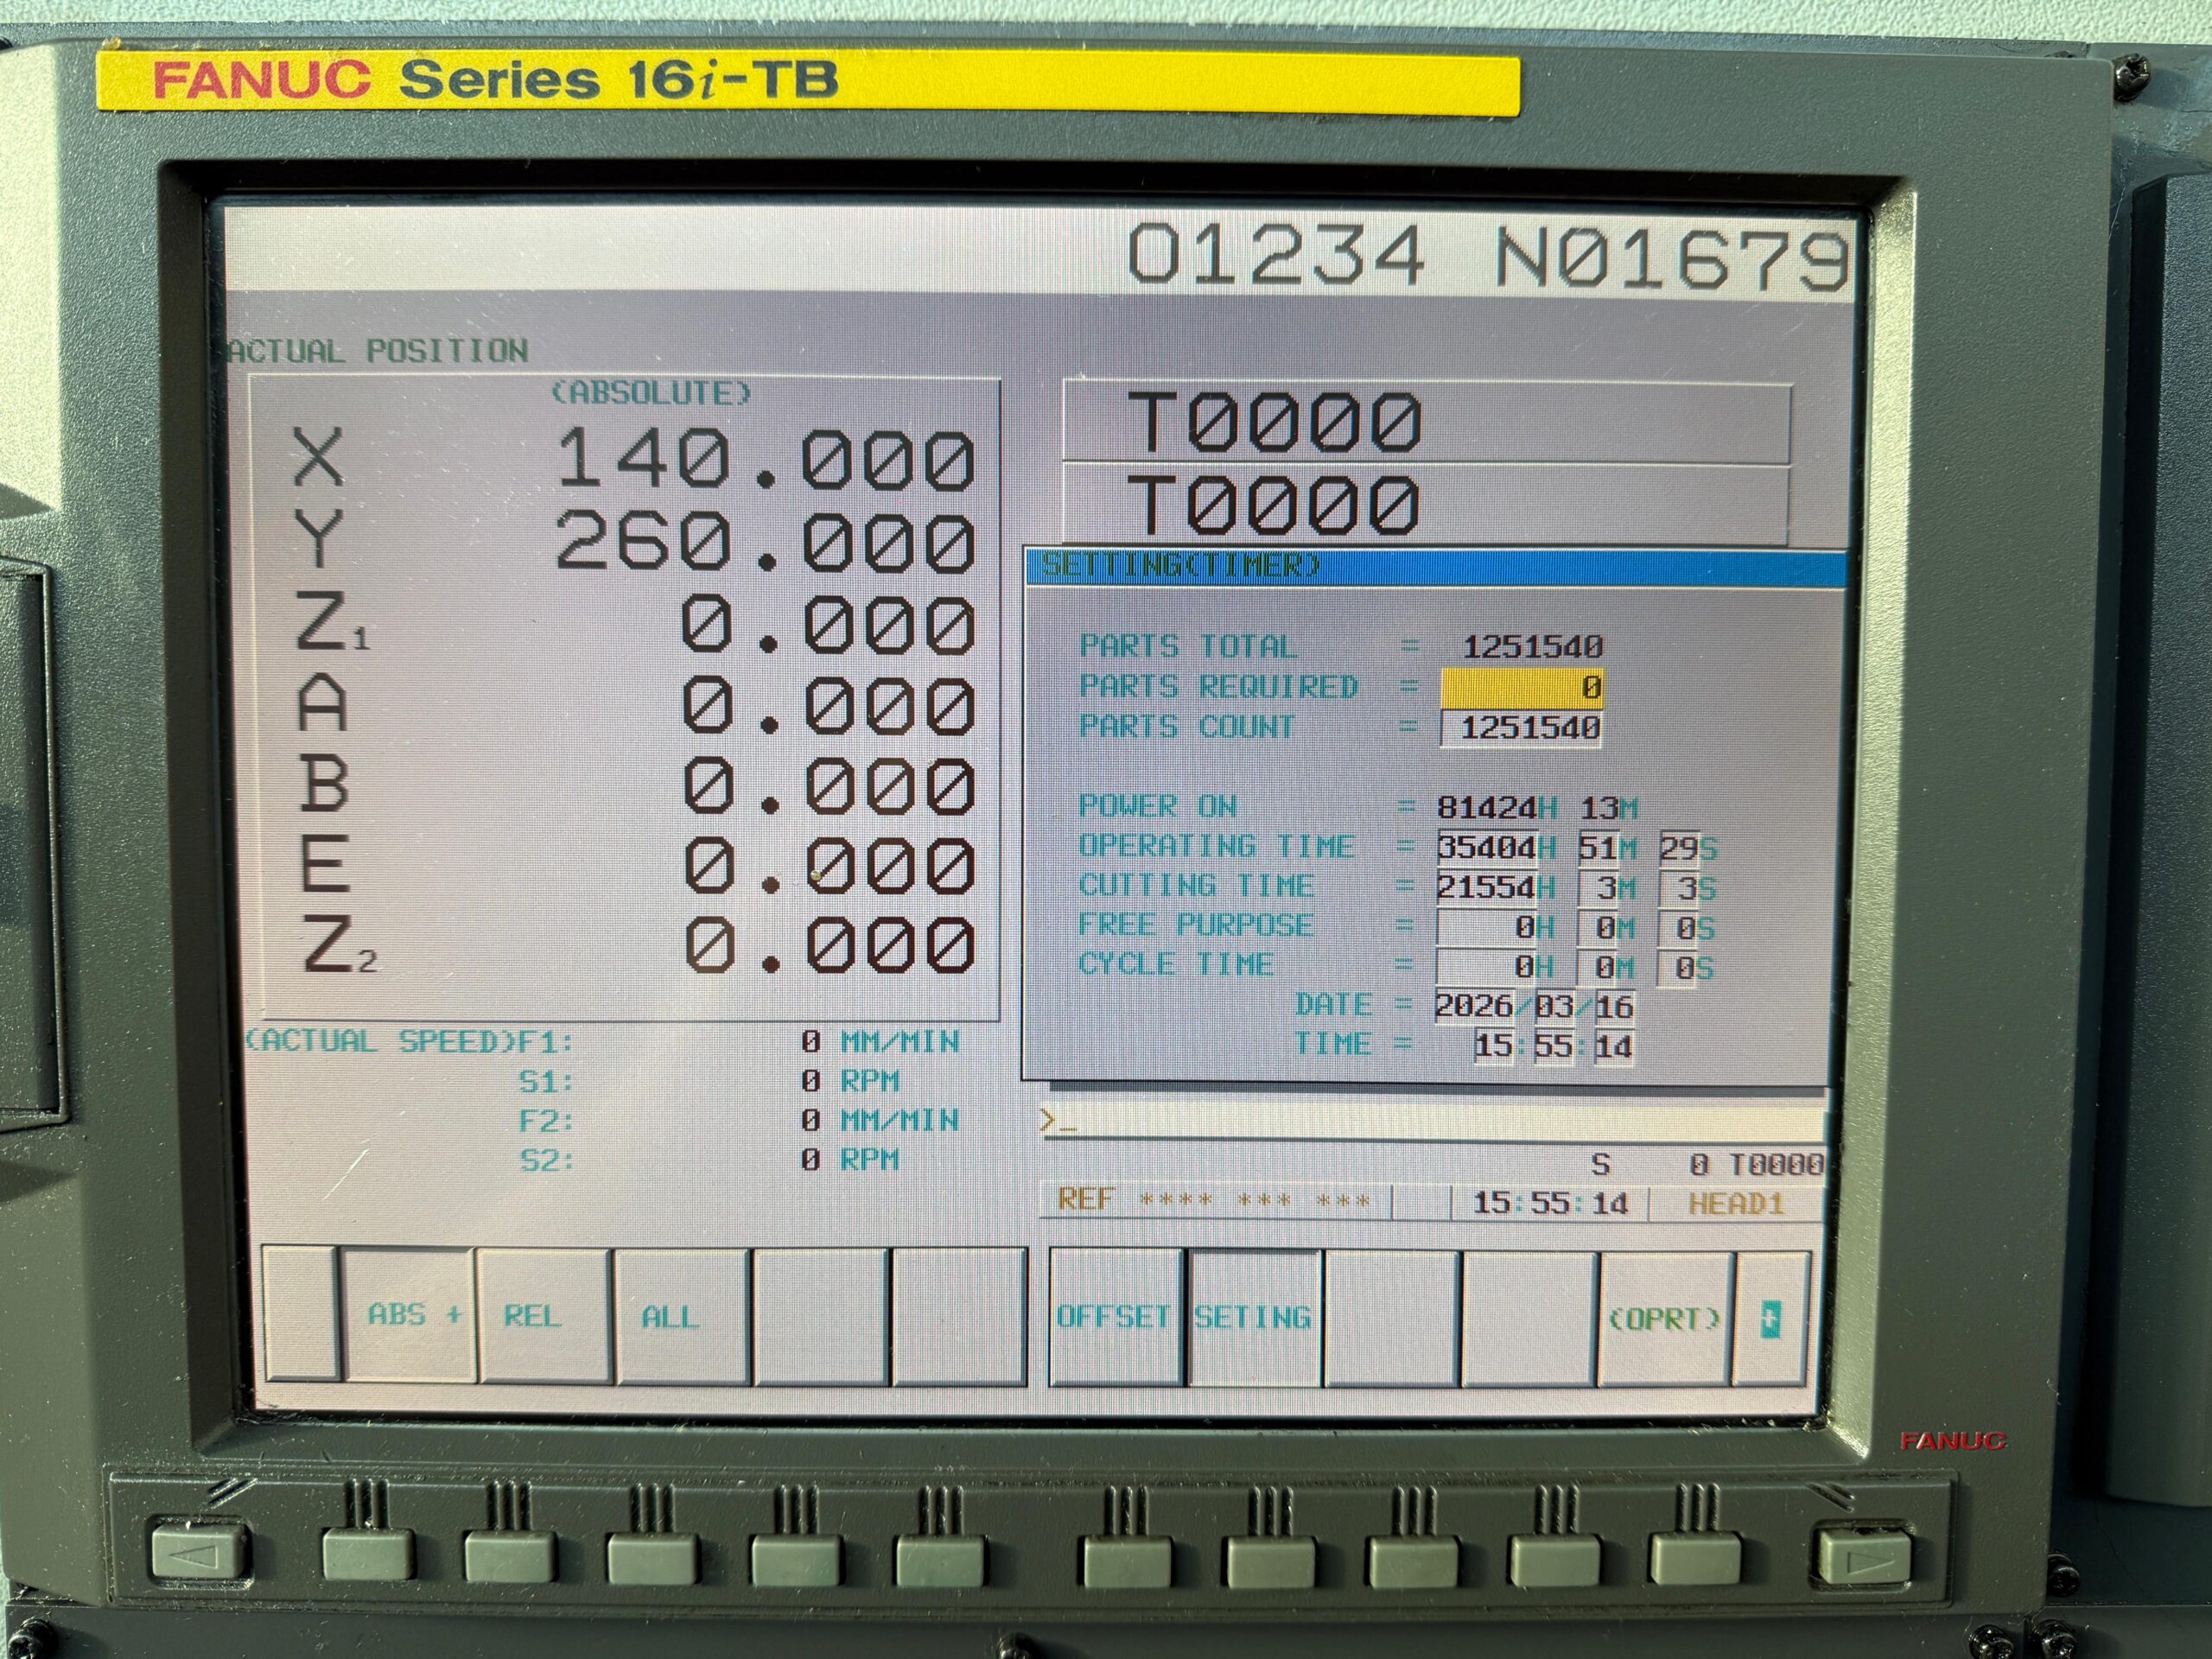 FANUC Series 16i-TB
O1234 N01679
ACTUAL POSITION
(ABSOLUTE)
X 140.000
Y 260.000
Z1 0.000
A 0.000
B 0.000
E 0.000
Z2 0.000
(ACTUAL SPEED)F1: 0 MM/MIN
S1: 0 RPM
F2: 0 MM/MIN
S2: 0 RPM
T0000
T0000
SETTING(TIMER)
PARTS TOTAL = 1251540
PARTS REQUIRED = 0
PARTS COUNT = 1251540
POWER ON = 81424H 13M
OPERATING TIME = 35404H 51M 29S
CUTTING TIME = 21554H 3M 3S
FREE PURPOSE = 0H 0M 0S
CYCLE TIME = 0H 0M 0S
DATE = 2026/03/16
TIME = 15:55:14
>_
S 0 T0000
REF **** *** *** 15:55:14 HEAD1
ABS + REL ALL OFFSET SETING (OPRT) +
FANUC